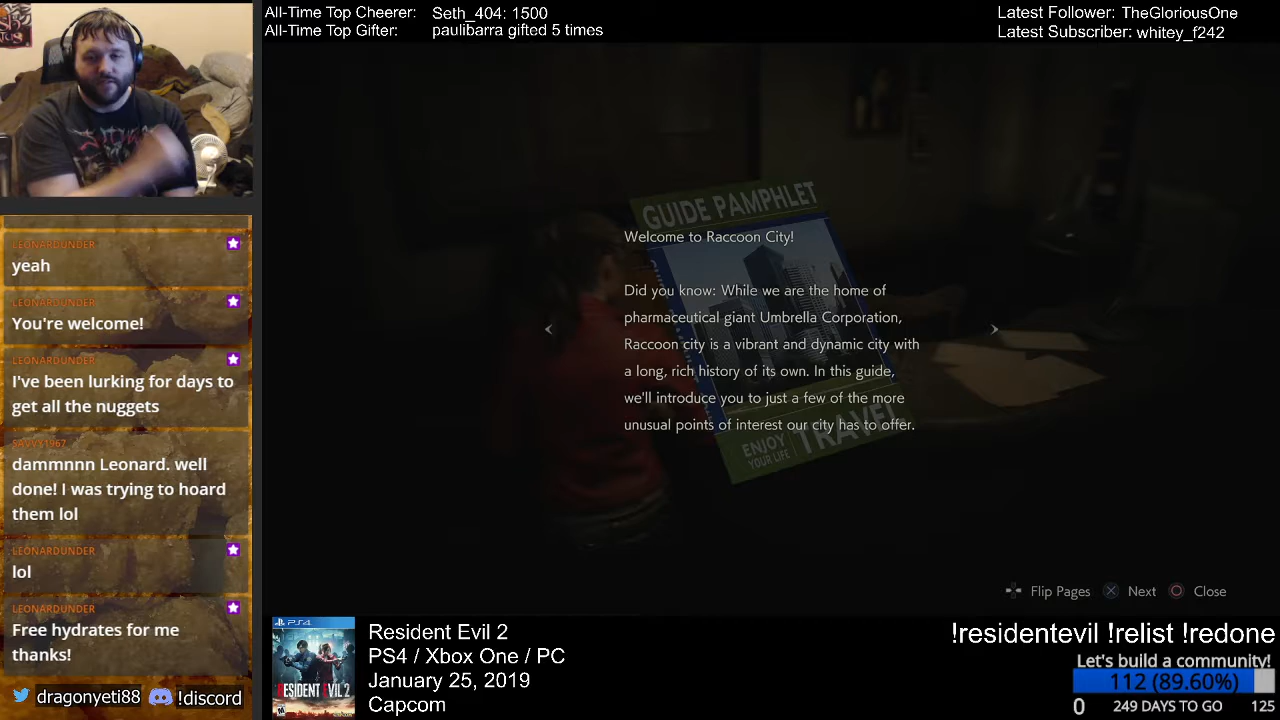 All-Time Top Cheerer: Seth_404: 1500
All-Time Top Gifter: paulibarra gifted 5 times
Latest Follower: TheGloriousOne
Latest Subscriber: whitey_f242
LEONARDUNDER
yeah
LEONARDUNDER
You're welcome!
LEONARDUNDER
I've been lurking for days to
get all the nuggets
SAVVY1967
dammnnn Leonard. well
done! I was trying to hoard
them lol
LEONARDUNDER
lol
LEONARDUNDER
Free hydrates for me
thanks!
dragonyeti88 !discord
GUIDE PAMPHLET
Welcome to Raccoon City!
Did you know: While we are the home of
pharmaceutical giant Umbrella Corporation,
Raccoon city is a vibrant and dynamic city with
a long, rich history of its own. In this guide,
we'll introduce you to just a few of the more
unusual points of interest our city has to offer.
ENJOY
YOUR LIFE
TRAVEL
Flip Pages Next Close
PS4
RESIDENT EVIL 2
Resident Evil 2
PS4 / Xbox One / PC
January 25, 2019
Capcom
!residentevil !relist !redone
Let's build a community!
112 (89.60%)
0 249 DAYS TO GO 125